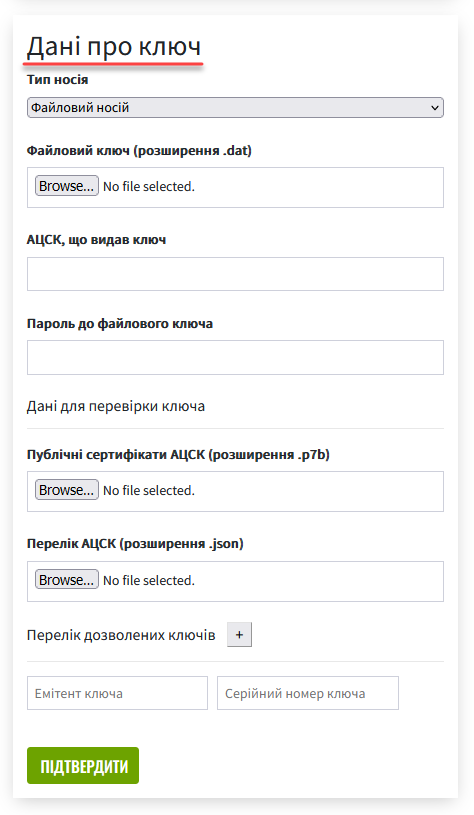 Дані про ключ
Тип носія
Файловий носій
Файловий ключ (розширення .dat)
Browse... No file selected.
АЦСК, що видав ключ
Пароль до файлового ключа
Дані для перевірки ключа
Публічні сертифікати АЦСК (розширення .p7b)
Browse... No file selected.
Перелік АЦСК (розширення .json)
Browse... No file selected.
Перелік дозволених ключів +
Емітент ключа Серійний номер ключа
ПІДТВЕРДИТИ